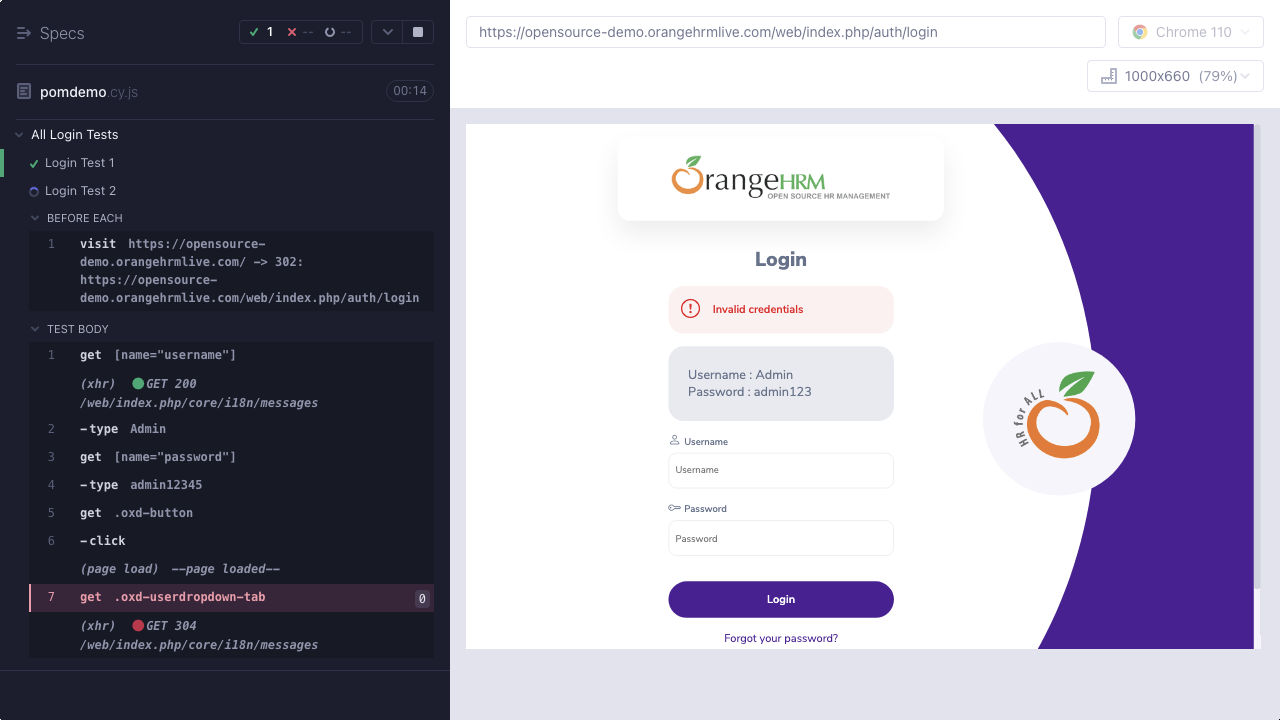 Specs
1 -- --
pomdemo.cy.js 00:14
All Login Tests
Login Test 1
Login Test 2
BEFORE EACH
1 visit https://opensource-
demo.orangehrmlive.com/ -> 302:
https://opensource-
demo.orangehrmlive.com/web/index.php/auth/login
TEST BODY
1 get [name="username"]
(xhr) GET 200
/web/index.php/core/i18n/messages
2 -type Admin
3 get [name="password"]
4 -type admin12345
5 get .oxd-button
6 -click
(page load) --page loaded--
7 get .oxd-userdropdown-tab 0
(xhr) GET 304
/web/index.php/core/i18n/messages
https://opensource-demo.orangehrmlive.com/web/index.php/auth/login
Chrome 110
1000x660 (79%)
OrangeHRM
OPEN SOURCE HR MANAGEMENT
Login
Invalid credentials
Username : Admin
Password : admin123
Username
Username
Password
Password
Login
Forgot your password?
HR for ALL